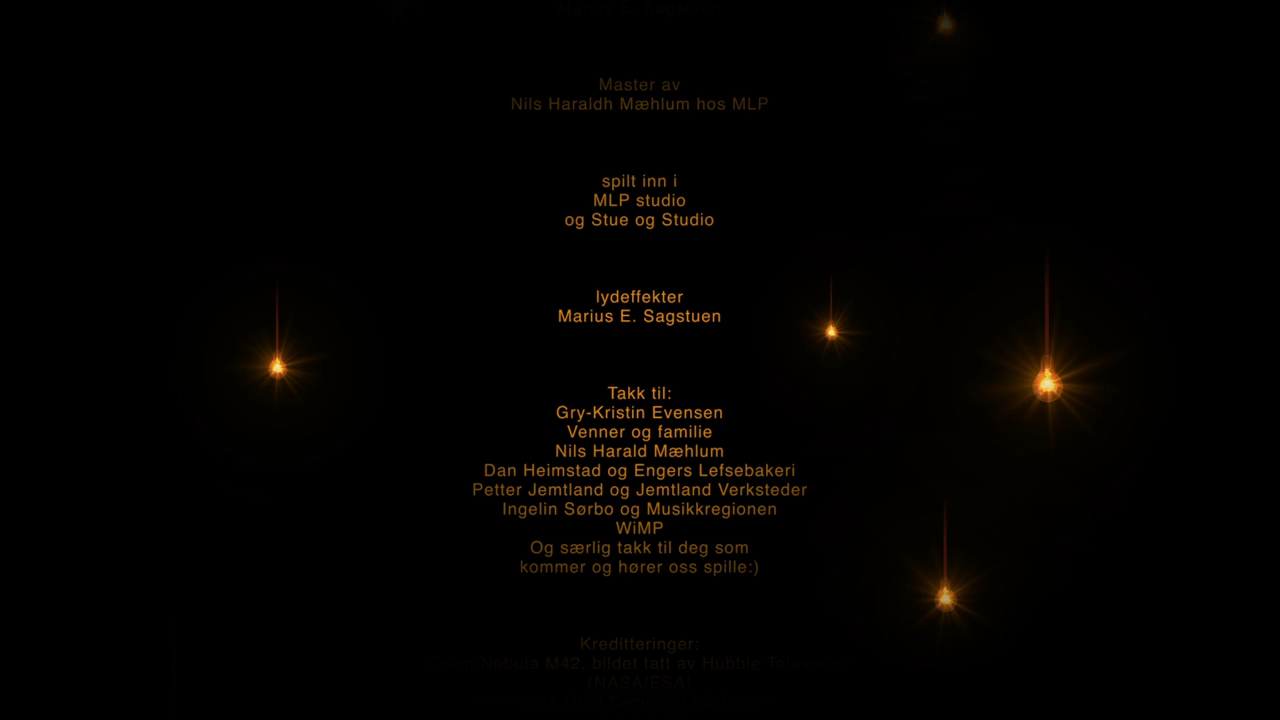 Marius E. Sagstuen
Master av
Nils Haraldh Mæhlum hos MLP
spilt inn i
MLP studio
og Stue og Studio
lydeffekter
Marius E. Sagstuen
Takk til:
Gry-Kristin Evensen
Venner og familie
Nils Harald Mæhlum
Dan Heimstad og Engers Lefsebakeri
Petter Jemtland og Jemtland Verksteder
Ingelin Sørbo og Musikkregionen
WiMP
Og særlig takk til deg som
kommer og hører oss spille:)
Kreditteringer:
Nebula M42, bildet tatt av Hubble
(NASA/ESA)